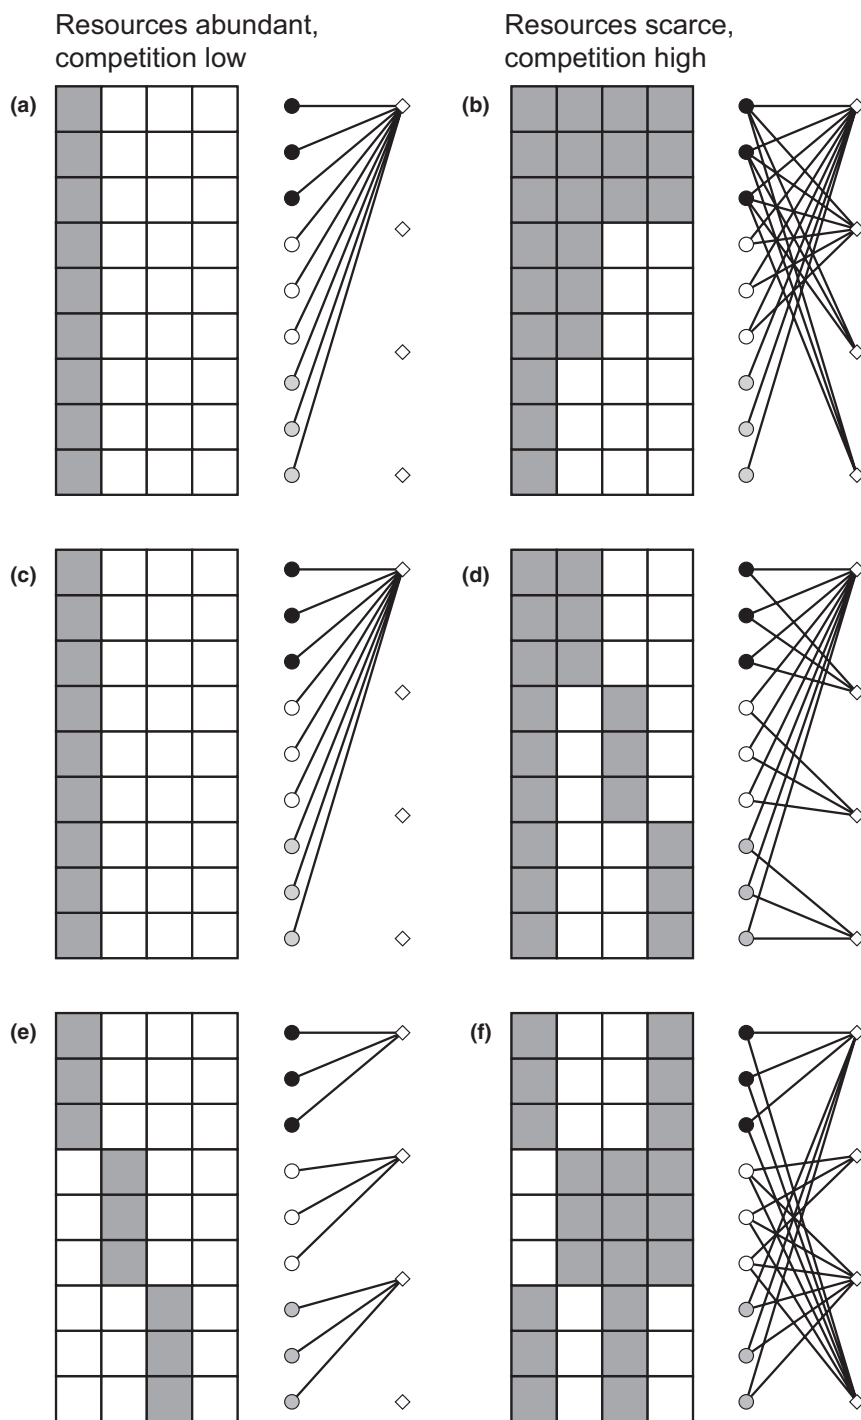 Resources abundant,
competition low
Resources scarce,
competition high
(a)
(b)
(c)
(d)
(e)
(f)